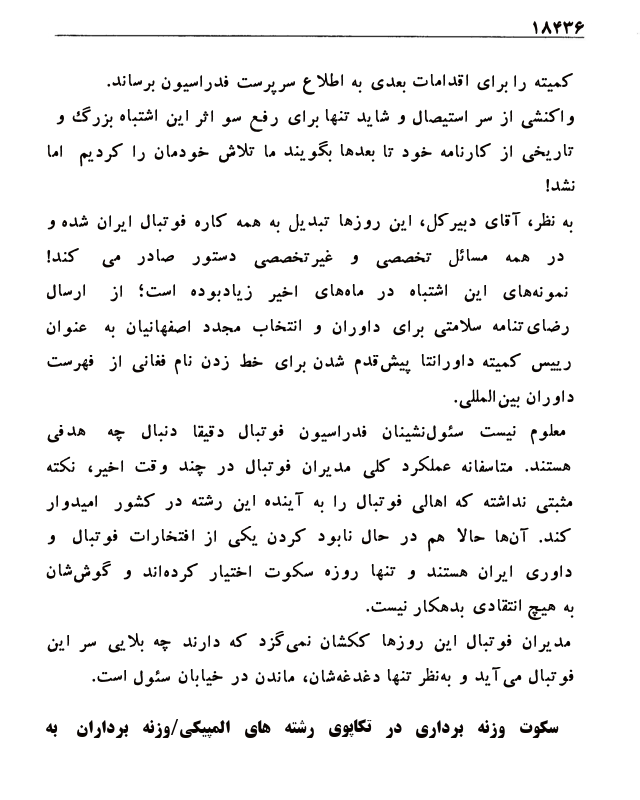 ۱۸۴۳۶
کمیته را برای اقدامات بعدی به اطلاع سرپرست فدراسیون برساند.
واکنشی از سر استیصال و شاید تنها برای رفع سو اثر این اشتباه بزرگ و
تاریخی از کارنامه خود تا بعدها بگویند ما تلاش خودمان را کردیم اما
نشد!
به نظر، آقای دبیرکل، این روزها تبدیل به همه کاره فوتبال ایران شده و
در همه مسائل تخصصی و غیرتخصصی دستور صادر می کند!
نمونه‌های این اشتباه در ماه‌های اخیر زیادبوده است؛ از ارسال
رضای‌تنامه سلامتی برای داوران و انتخاب مجدد اصفهانیان به عنوان
رییس کمیته داورانتا پیش‌قدم شدن برای خط زدن نام فغانی از فهرست
داوران بین‌المللی.
معلوم نیست سئول‌نشینان فدراسیون فوتبال دقیقا دنبال چه هدفی
هستند. متاسفانه عملکرد کلی مدیران فوتبال در چند وقت اخیر، نکته
مثبتی نداشته که اهالی فوتبال را به آینده این رشته در کشور امیدوار
کند. آن‌ها حالا هم در حال نابود کردن یکی از افتخارات فوتبال و
داوری ایران هستند و تنها روزه سکوت اختیار کرده‌اند و گوش‌شان
به هیچ انتقادی بدهکار نیست.
مدیران فوتبال این روزها ککشان نمی‌گزد که دارند چه بلایی سر این
فوتبال می‌آید و به‌نظر تنها دغدغه‌شان، ماندن در خیابان سئول است.
سکوت وزنه برداری در تکاپوی رشته های المپیکی/وزنه برداران به